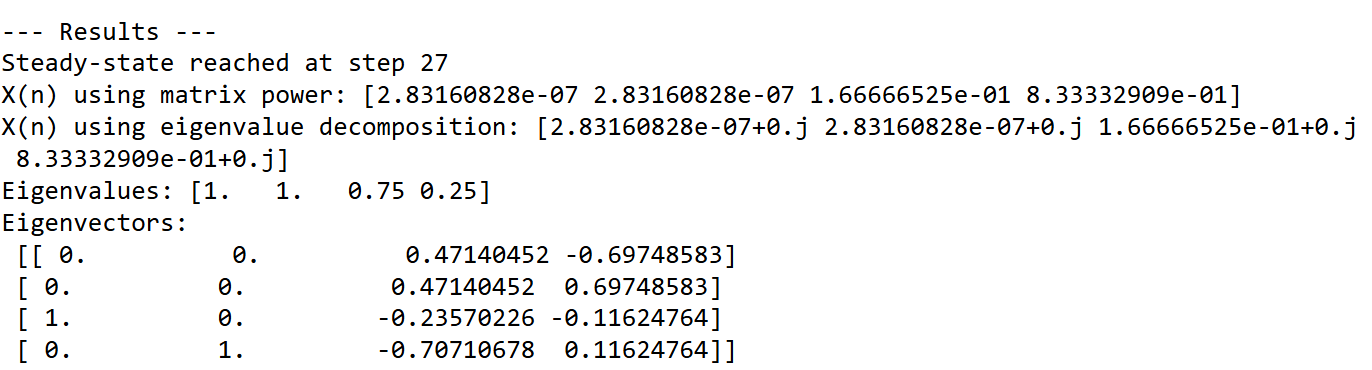 --- Results ---
Steady-state reached at step 27
X(n) using matrix power: [2.83160828e-07 2.83160828e-07 1.66666525e-01 8.33332909e-01]
X(n) using eigenvalue decomposition: [2.83160828e-07+0.j 2.83160828e-07+0.j 1.66666525e-01+0.j
 8.33332909e-01+0.j]
Eigenvalues: [1.   1.   0.75 0.25]
Eigenvectors:
 [[ 0.          0.          0.47140452 -0.69748583]
 [ 0.          0.          0.47140452  0.69748583]
 [ 1.          0.         -0.23570226 -0.11624764]
 [ 0.          1.         -0.70710678  0.11624764]]